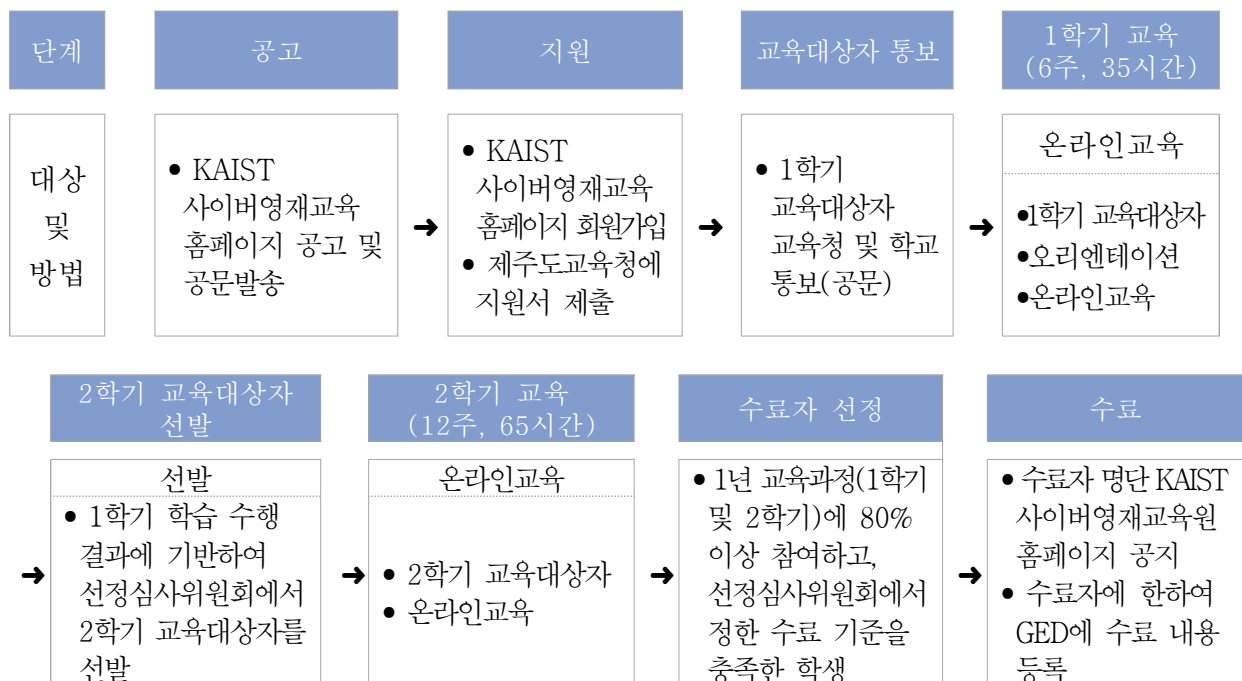 단계
공고
지원
교육대상자 통보
1학기 교육
(6주, 35시간)
대상
및
방법
• KAIST
사이버영재교육
홈페이지 공고 및
공문발송
➜
• KAIST
사이버영재교육
홈페이지 회원가입
• 제주도교육청에
지원서 제출
➜
• 1학기
교육대상자
교육청 및 학교
통보(공문)
➜
온라인교육
•1학기 교육대상자
•오리엔테이션
•온라인교육
2학기 교육대상자
선발
2학기 교육
(12주, 65시간)
수료자 선정
수료
➜
선발
• 1학기 학습 수행
결과에 기반하여
선정심사위원회에서
2학기 교육대상자를
선발
➜
온라인교육
• 2학기 교육대상자
• 온라인교육
➜
• 1년 교육과정(1학기
및 2학기)에 80%
이상 참여하고,
선정심사위원회에서
정한 수료 기준을
충족한 학생
➜
• 수료자 명단 KAIST
사이버영재교육원
홈페이지 공지
• 수료자에 한하여
GED에 수료 내용
등록